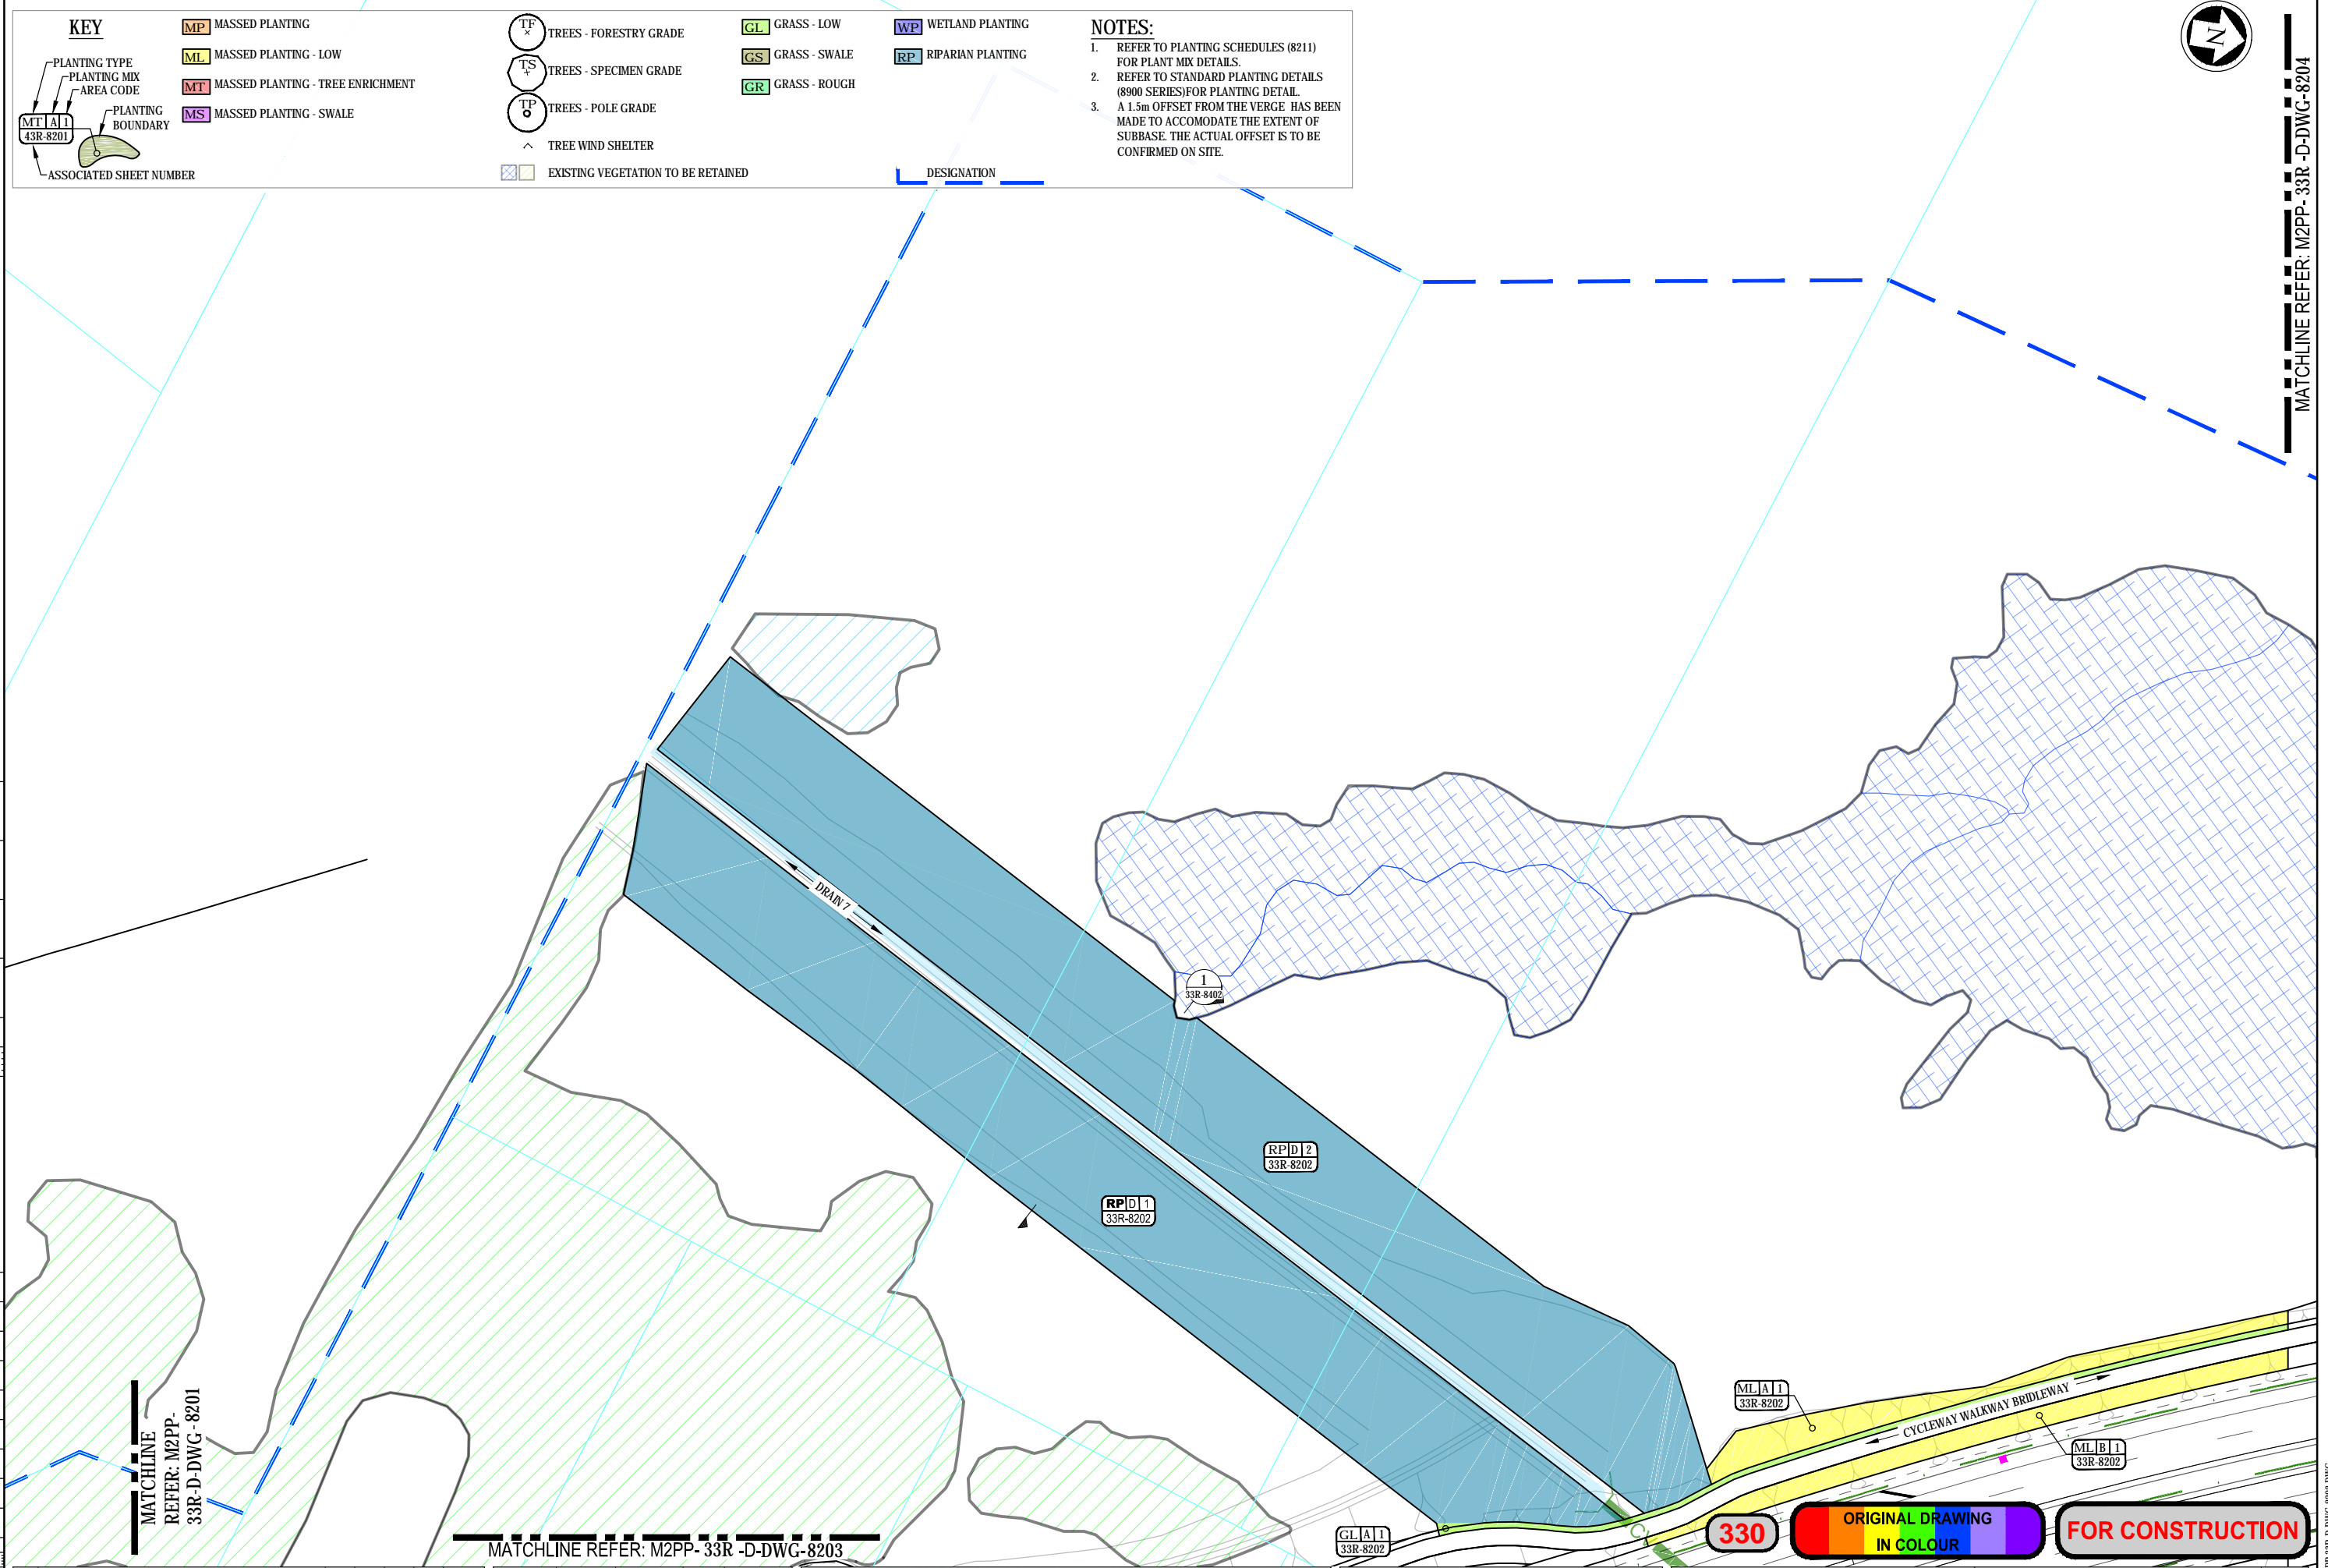 KEY
PLANTING TYPE
PLANTING MIX
AREA CODE
MT A 1
43R-8201
PLANTING
BOUNDARY
ASSOCIATED SHEET NUMBER
MP MASSED PLANTING
ML MASSED PLANTING - LOW
MT MASSED PLANTING - TREE ENRICHMENT
MS MASSED PLANTING - SWALE
TF TREES - FORESTRY GRADE
TS TREES - SPECIMEN GRADE
TP TREES - POLE GRADE
TREE WIND SHELTER
EXISTING VEGETATION TO BE RETAINED
GL GRASS - LOW
GS GRASS - SWALE
GR GRASS - ROUGH
WP WETLAND PLANTING
RP RIPARIAN PLANTING
DESIGNATION
NOTES:
1. REFER TO PLANTING SCHEDULES (8211)
FOR PLANT MIX DETAILS.
2. REFER TO STANDARD PLANTING DETAILS
(8900 SERIES)FOR PLANTING DETAIL.
3. A 1.5m OFFSET FROM THE VERGE HAS BEEN
MADE TO ACCOMODATE THE EXTENT OF
SUBBASE. THE ACTUAL OFFSET IS TO BE
CONFIRMED ON SITE.
N
MATCHLINE REFER: M2PP- 33R -D-DWG-8204
DRAIN 7
1
33R-8402
RP D 2
33R-8202
RP D 1
33R-8202
ML A 1
33R-8202
CYCLEWAY WALKWAY BRIDLEWAY
ML B 1
33R-8202
GL A 1
33R-8202
MATCHLINE
REFER: M2PP-
33R-D-DWG-8201
MATCHLINE REFER: M2PP- 33R -D-DWG-8203
330
ORIGINAL DRAWING
IN COLOUR
FOR CONSTRUCTION